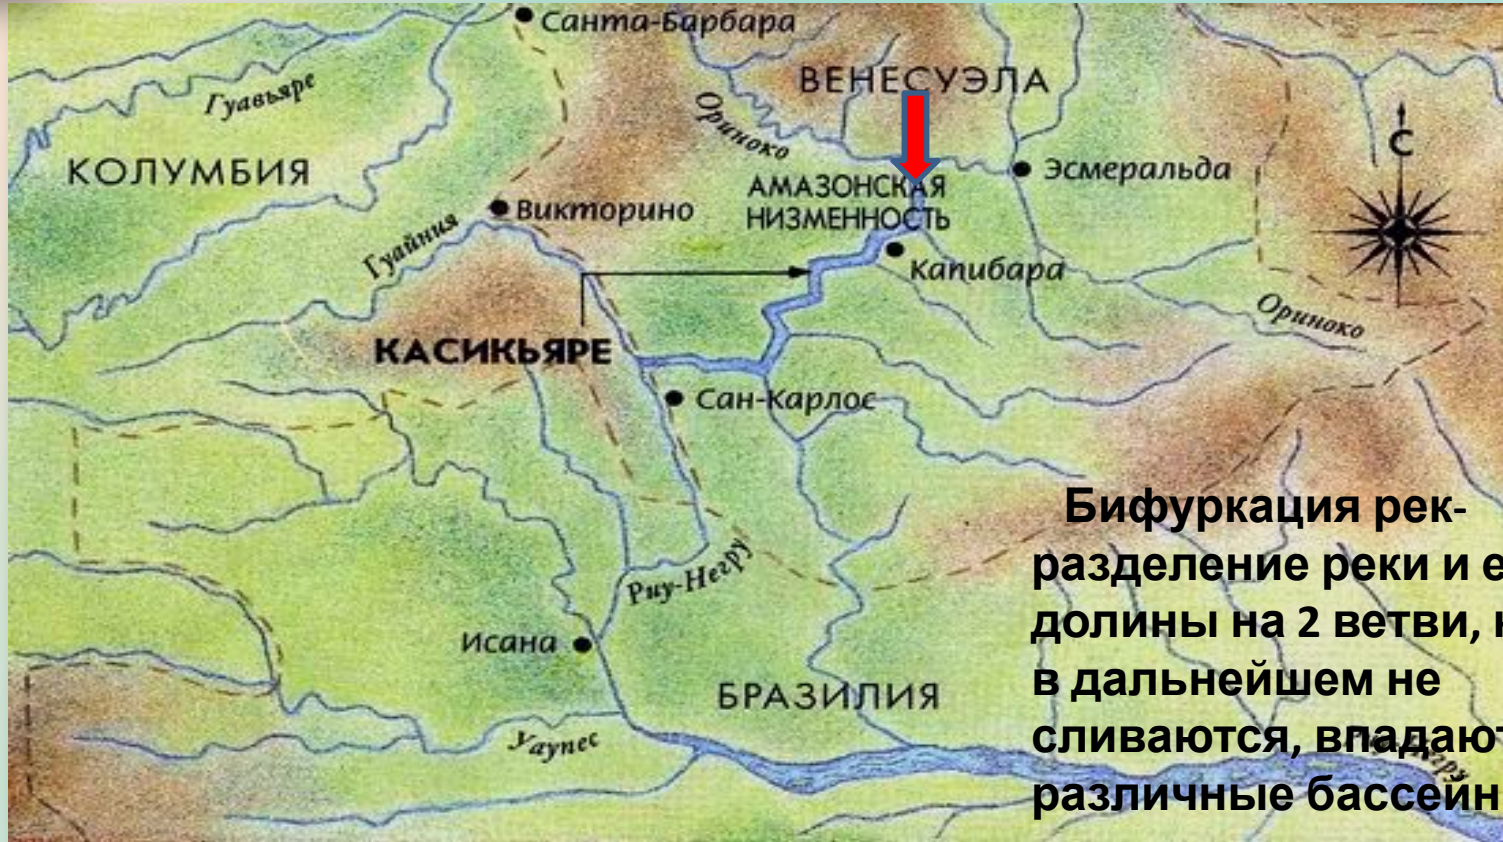 Санта-Барбара
ВЕНЕСУЭЛА
Гуавьяре
Ориноко
С
КОЛУМБИЯ
Эсмеральда
АМАЗОНСКАЯ
НИЗМЕННОСТЬ
Викторино
Гуайния
Капибара
Ориноко
КАСИКЬЯРЕ
Сан-Карлос
Бифуркация рек-
разделение реки и е
долины на 2 ветви,
в дальнейшем не
сливаются, впадают
различные бассейн
Риу-Негру
Исана
БРАЗИЛИЯ
Уаупес